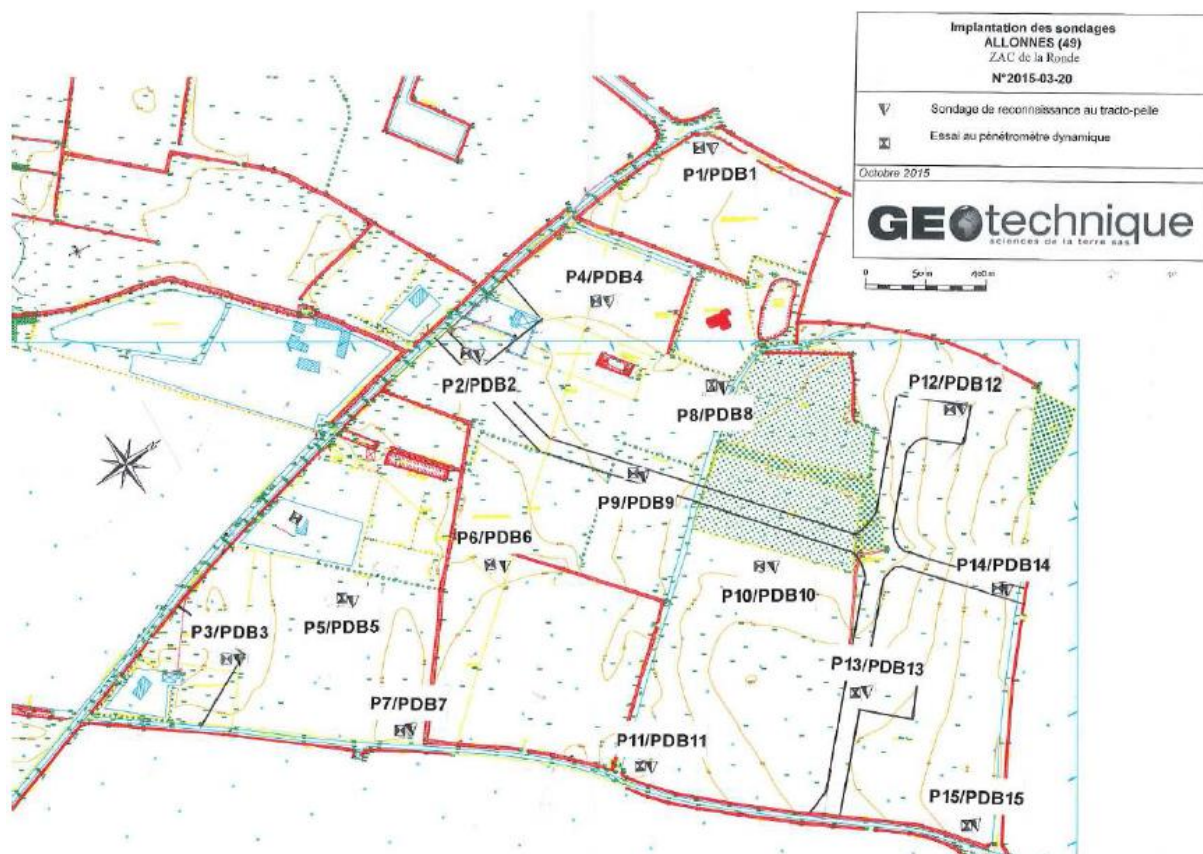 Implantation des sondages
ALLONNES (49)
ZAC de la Ronde
N°2015-03-20
Sondage de reconnaissance au tracto-pelle
Essai au pénétromètre dynamique
Octobre 2015
GEOtechnique
sciences de la terre sas
0 50m 100m
P1/PDB1
P4/PDB4
P2/PDB2
P8/PDB8
P12/PDB12
P9/PDB9
P6/PDB6
P14/PDB14
P10/PDB10
P3/PDB3
P5/PDB5
P13/PDB13
P7/PDB7
P11/PDB11
P15/PDB15